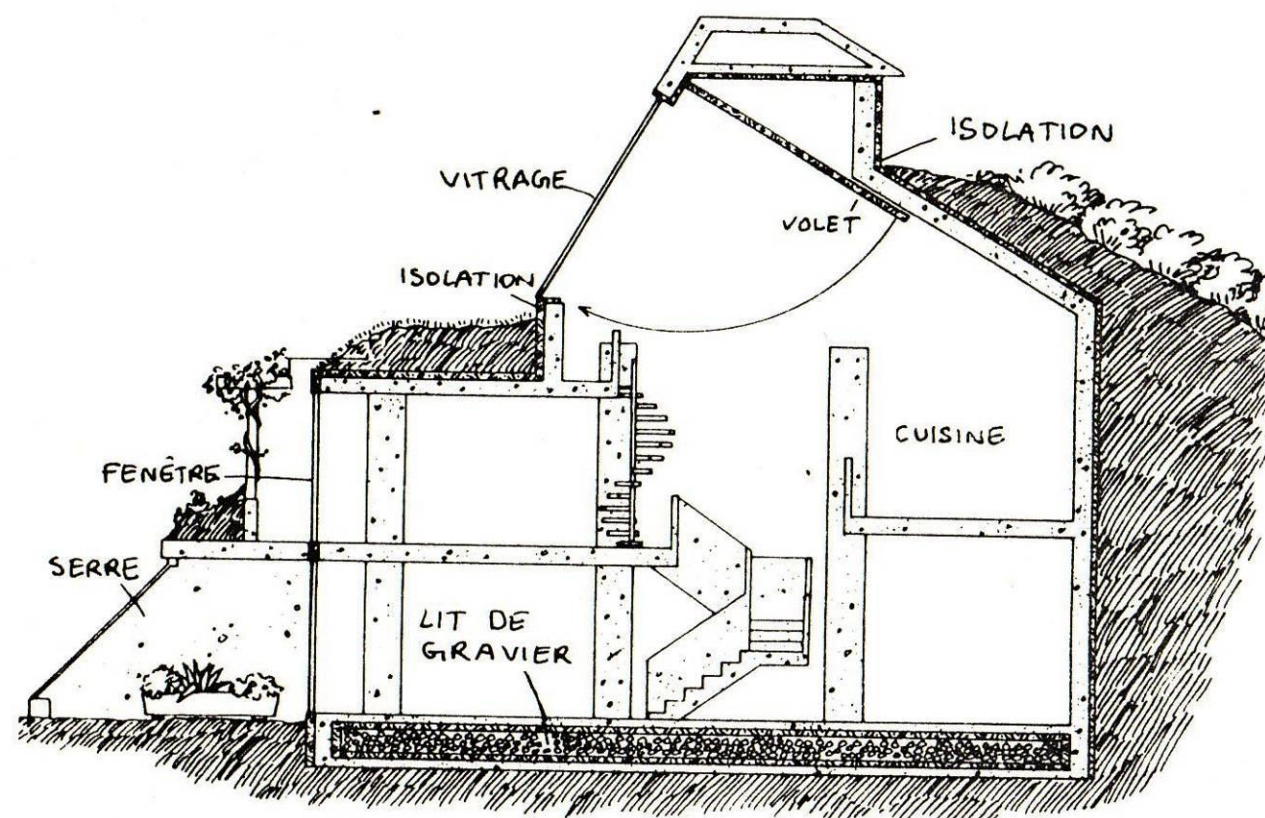 ISOLATION
VITRAGE
VOLET
ISOLATION
CUISINE
FENÊTRE
SERRE
LIT DE
GRAVIER